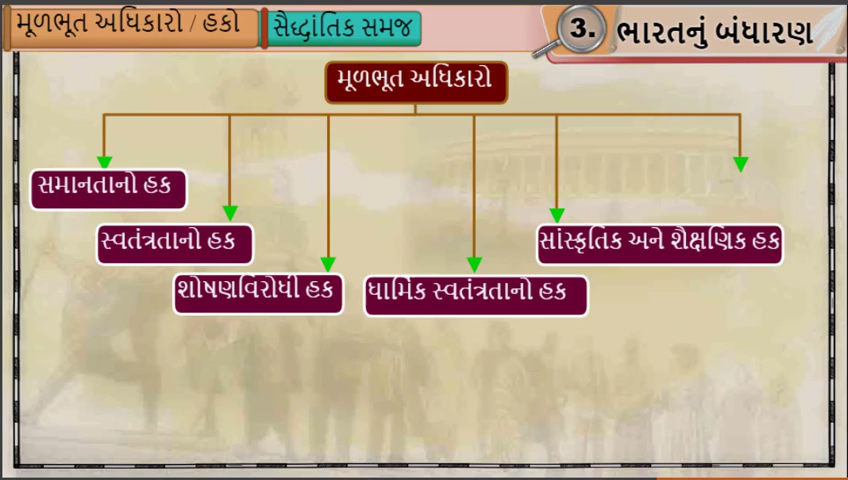 મૂળભૂત અધિકારો / હકો
સૈદ્ધાંતિક સમજ
3.
ભારતનું બંધારણ
મૂળભૂત અધિકારો
સમાનતાનો હક
સ્વતંત્રતાનો હક
સાંસ્કૃતિક અને શૈક્ષણિક હક
શોષણવિરોધી હક
ધાર્મિક સ્વતંત્રતાનો હક